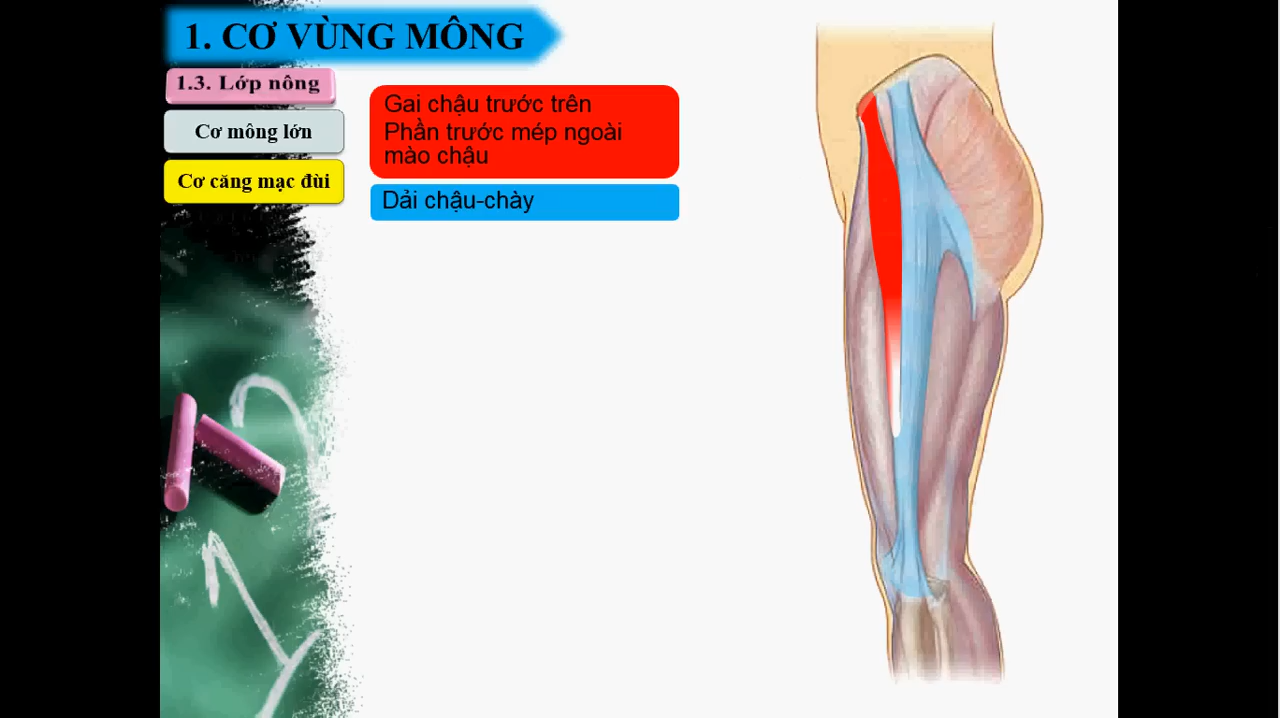 1. CƠ VÙNG MÔNG
1.3. Lớp nông
Cơ mông lớn
Cơ căng mạc đùi
Gai chậu trước trên
Phần trước mép ngoài
mào chậu
Dải chậu-chày